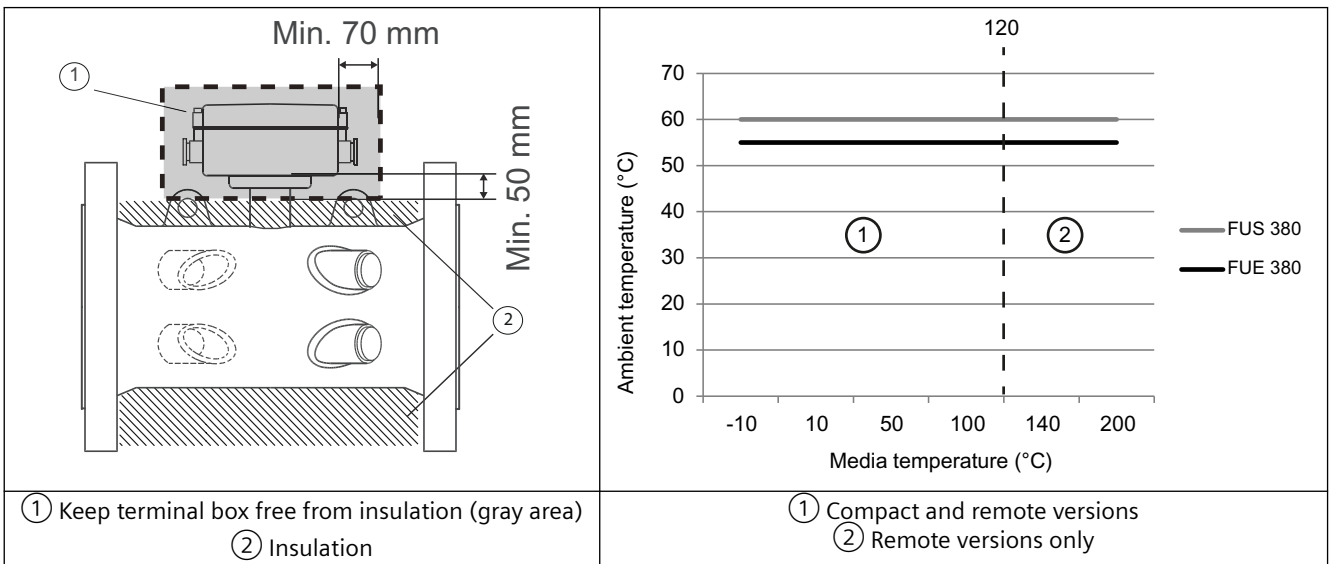 Min. 70 mm
1
Min. 50 mm
2
1 Keep terminal box free from insulation (gray area)
2 Insulation
120
70
60
50
40
30
20
10
0
Ambient temperature (°C)
1
2
FUS 380
FUE 380
-10 10 50 100 140 200
Media temperature (°C)
1 Compact and remote versions
2 Remote versions only